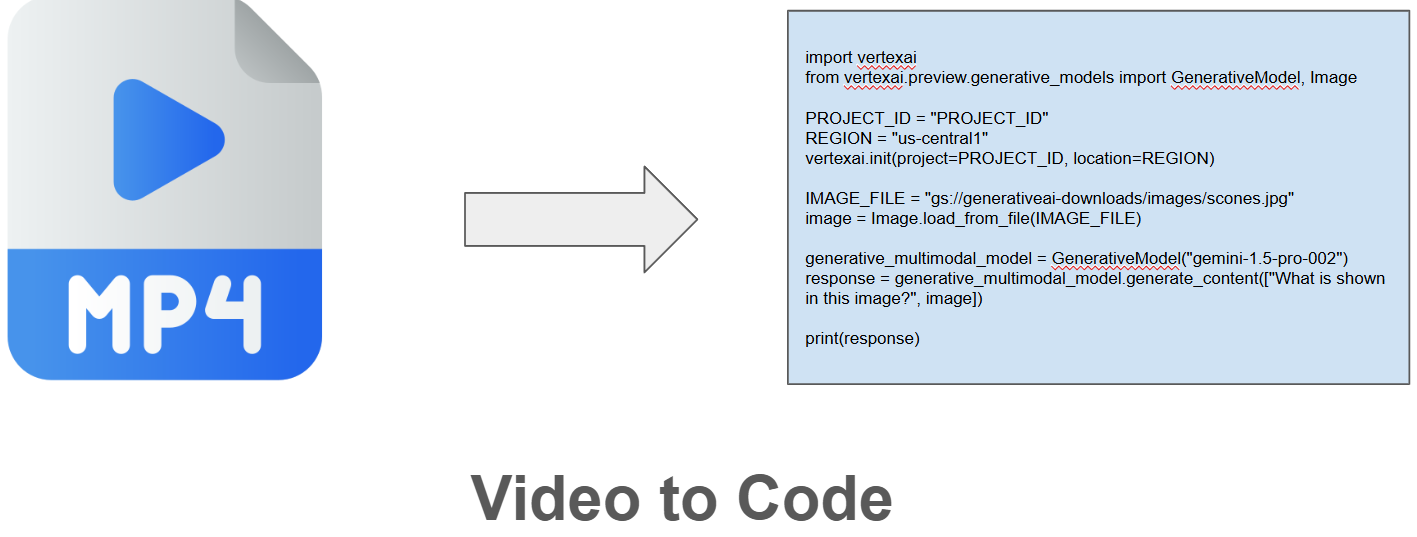 MP4
import vertexai
from vertexai.preview.generative_models import GenerativeModel, Image
PROJECT_ID = "PROJECT_ID"
REGION = "us-central1"
vertexai.init(project=PROJECT_ID, location=REGION)
IMAGE_FILE = "gs://generativeai-downloads/images/scones.jpg"
image = Image.load_from_file(IMAGE_FILE)
generative_multimodal_model = GenerativeModel("gemini-1.5-pro-002")
response = generative_multimodal_model.generate_content(["What is shown
in this image?", image])
print(response)
Video to Code